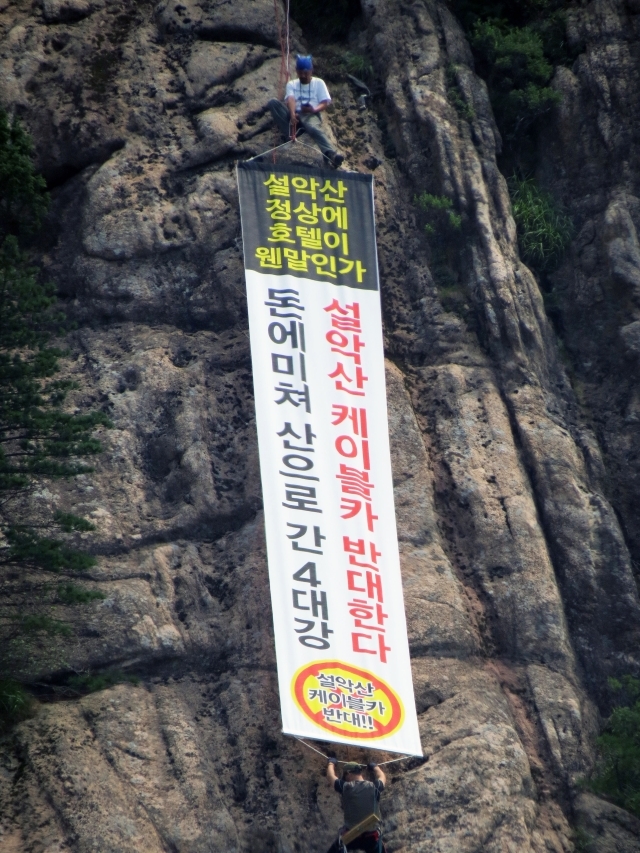 설악산
정상에
호텔이
웬말인가
설악산 케이블카 반대한다
돈에미쳐 산으로 간 4대강
설악산
케이블카
반대!!